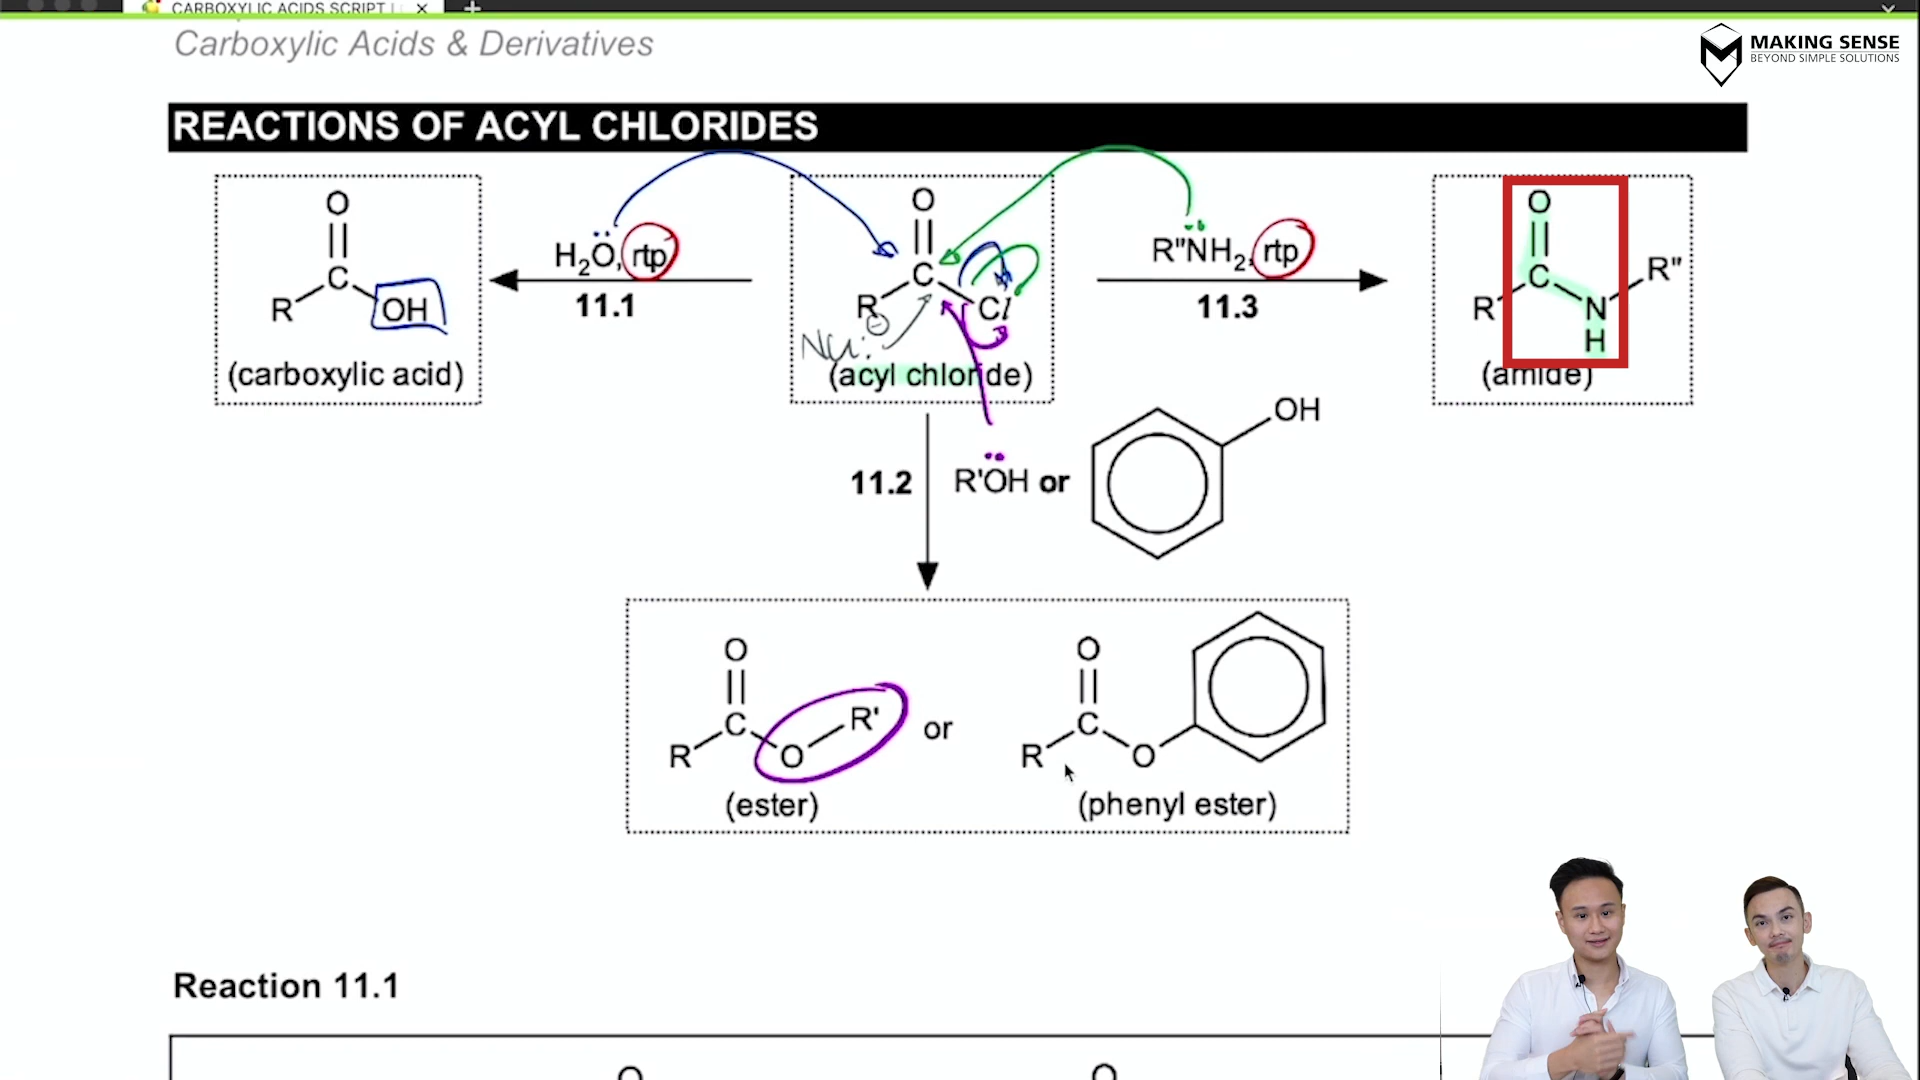 CARBOXYLIC ACIDS SCRIPT
Carboxylic Acids & Derivatives
MAKING SENSE
BEYOND SIMPLE SOLUTIONS
REACTIONS OF ACYL CHLORIDES
O
C
R
OH
(carboxylic acid)
H₂O, rtp
11.1
O
C
R
Cl
Nu:⊖
(acyl chloride)
R"NH₂, rtp
11.3
O
C
R
N
H
R"
(amide)
11.2
R'OH or
OH
O
C
R
O
R'
(ester)
or
O
C
R
O
(phenyl ester)
Reaction 11.1
O
O